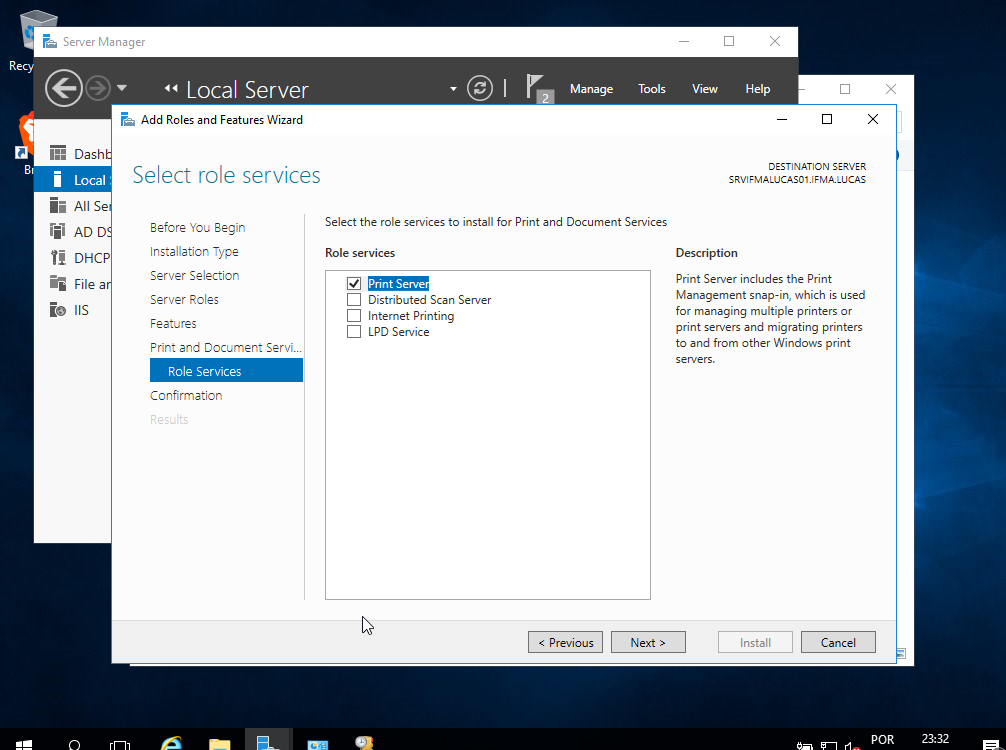 Recy
Br
Server Manager
Local Server
2
Manage
Tools
View
Help
Dashb
Local
All Ser
AD DS
DHCP
File an
IIS
Add Roles and Features Wizard
Select role services
DESTINATION SERVER
SRVIFMALUCAS01.IFMA.LUCAS
Before You Begin
Installation Type
Server Selection
Server Roles
Features
Print and Document Servi...
Role Services
Confirmation
Results
Select the role services to install for Print and Document Services
Role services
Print Server
Distributed Scan Server
Internet Printing
LPD Service
Description
Print Server includes the Print
Management snap-in, which is used
for managing multiple printers or
print servers and migrating printers
to and from other Windows print
servers.
< Previous
Next >
Install
Cancel
POR
23:32